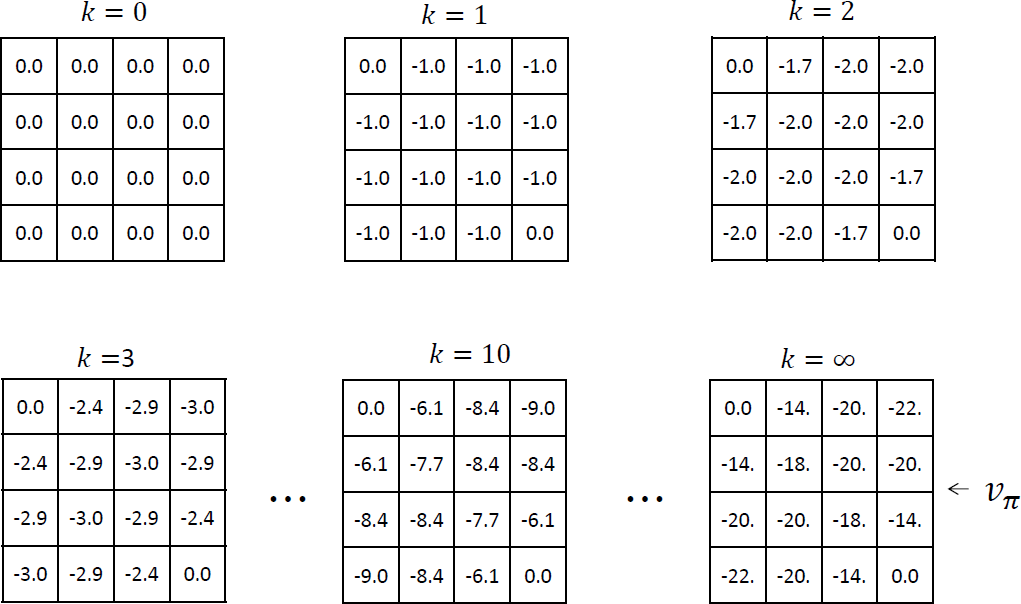 k = 0 k = 1 k = 2
0.0 0.0 0.0 0.0 0.0 -1.0 -1.0 -1.0 0.0 -1.7 -2.0 -2.0
0.0 0.0 0.0 0.0 -1.0 -1.0 -1.0 -1.0 -1.7 -2.0 -2.0 -2.0
0.0 0.0 0.0 0.0 -1.0 -1.0 -1.0 -1.0 -2.0 -2.0 -2.0 -1.7
0.0 0.0 0.0 0.0 -1.0 -1.0 -1.0 0.0 -2.0 -2.0 -1.7 0.0
k =3 k = 10 k = ∞
0.0 -2.4 -2.9 -3.0 0.0 -6.1 -8.4 -9.0 0.0 -14. -20. -22.
-2.4 -2.9 -3.0 -2.9 -6.1 -7.7 -8.4 -8.4 -14. -18. -20. -20.
... ... ← vπ
-2.9 -3.0 -2.9 -2.4 -8.4 -8.4 -7.7 -6.1 -20. -20. -18. -14.
-3.0 -2.9 -2.4 0.0 -9.0 -8.4 -6.1 0.0 -22. -20. -14. 0.0